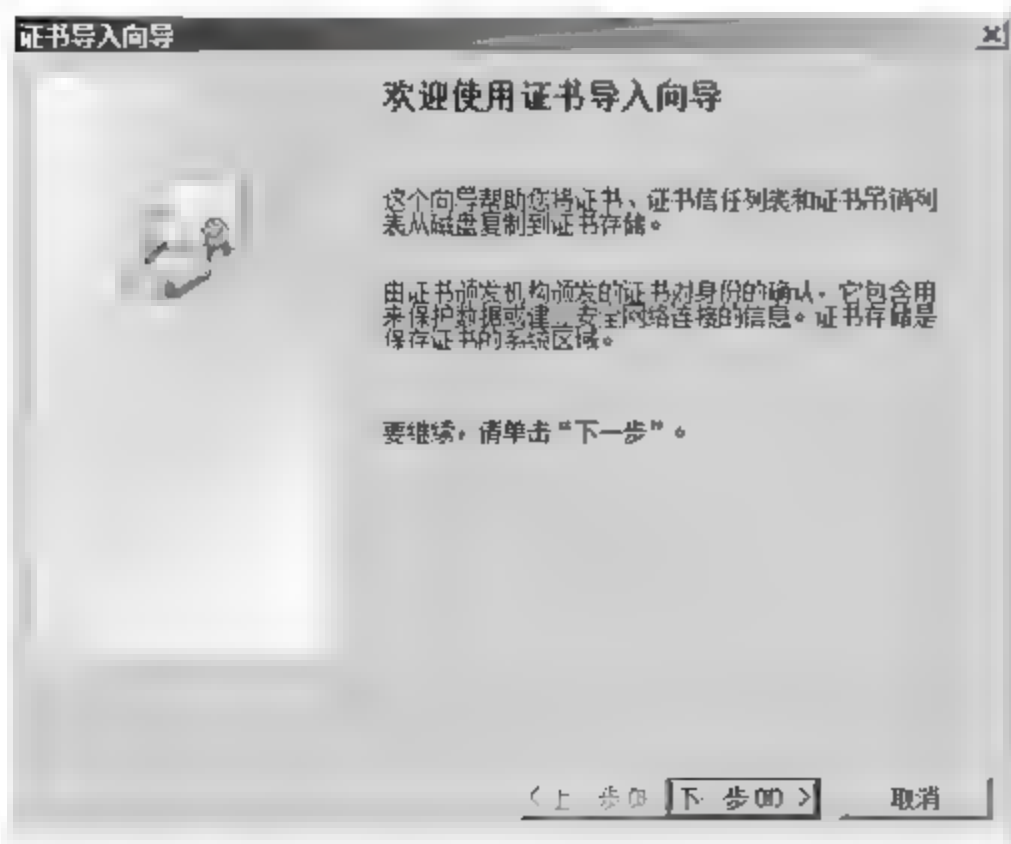 证书导入向导
欢迎使用证书导入向导
这个向导帮助您将证书、证书信任列表和证书吊销列
表从磁盘复制到证书存储。
由证书颁发机构颁发的证书对身份的确认,它包含用
来保护数据或建 安全网络连接的信息。证书存储是
保存证书的系统区域。
要继续,请单击“下一步”。
<上 步(B 下 步(N) > 取消